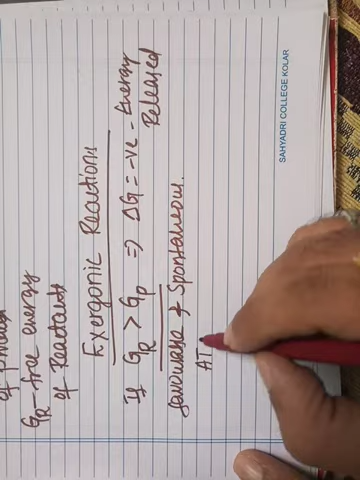 of product
GR - free energy
of Reactants
Exergonic Reactions
If GR > Gp => ΔG = -ve - Energy
Released
favourable & Spontaneous.
AT
SAHYADRI COLLEGE KOLAR